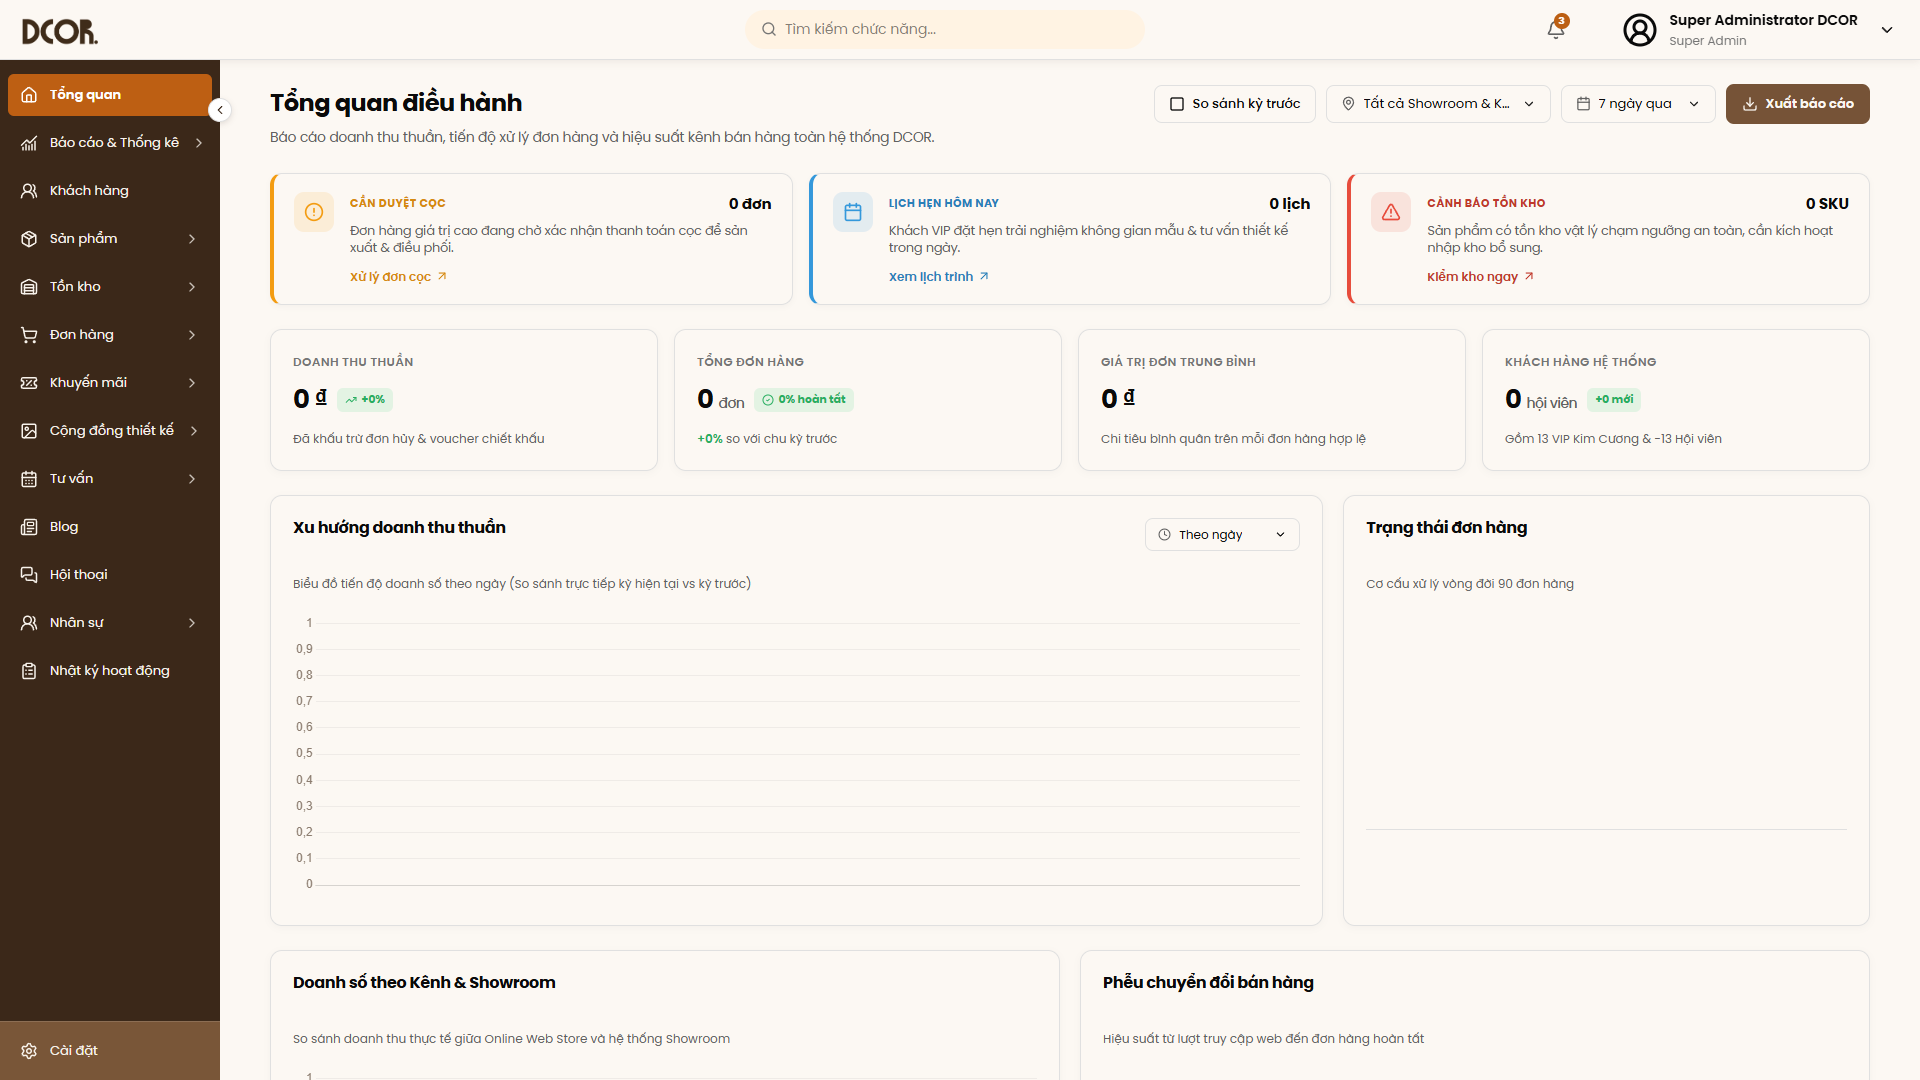 DCOR.
Tìm kiếm chức năng...
3
Super Administrator DCOR
Super Admin
Tổng quan
Báo cáo & Thống kê
Khách hàng
Sản phẩm
Tồn kho
Đơn hàng
Khuyến mãi
Cộng đồng thiết kế
Tư vấn
Blog
Hội thoại
Nhân sự
Nhật ký hoạt động
Cài đặt
Tổng quan điều hành
Báo cáo doanh thu thuần, tiến độ xử lý đơn hàng và hiệu suất kênh bán hàng toàn hệ thống DCOR.
So sánh kỳ trước
Tất cả Showroom & K...
7 ngày qua
Xuất báo cáo
CẦN DUYỆT CỌC
0 đơn
Đơn hàng giá trị cao đang chờ xác nhận thanh toán cọc để sản
xuất & điều phối.
Xử lý đơn cọc
LỊCH HẸN HÔM NAY
0 lịch
Khách VIP đặt hẹn trải nghiệm không gian mẫu & tư vấn thiết kế
trong ngày.
Xem lịch trình
CẢNH BÁO TỒN KHO
0 SKU
Sản phẩm có tồn kho vật lý chạm ngưỡng an toàn, cần kích hoạt
nhập kho bổ sung.
Kiểm kho ngay
DOANH THU THUẦN
0 ₫
+0%
Đã khấu trừ đơn hủy & voucher chiết khấu
TỔNG ĐƠN HÀNG
0 đơn
0% hoàn tất
+0% so với chu kỳ trước
GIÁ TRỊ ĐƠN TRUNG BÌNH
0 ₫
Chi tiêu bình quân trên mỗi đơn hàng hợp lệ
KHÁCH HÀNG HỆ THỐNG
0 hội viên
+0 mới
Gồm 13 VIP Kim Cương & -13 Hội viên
Xu hướng doanh thu thuần
Theo ngày
Biểu đồ tiến độ doanh số theo ngày (So sánh trực tiếp kỳ hiện tại vs kỳ trước)
1
0,9
0,8
0,7
0,6
0,5
0,4
0,3
0,2
0,1
0
Trạng thái đơn hàng
Cơ cấu xử lý vòng đời 90 đơn hàng
Doanh số theo Kênh & Showroom
So sánh doanh thu thực tế giữa Online Web Store và hệ thống Showroom
1
Phễu chuyển đổi bán hàng
Hiệu suất từ lượt truy cập web đến đơn hàng hoàn tất